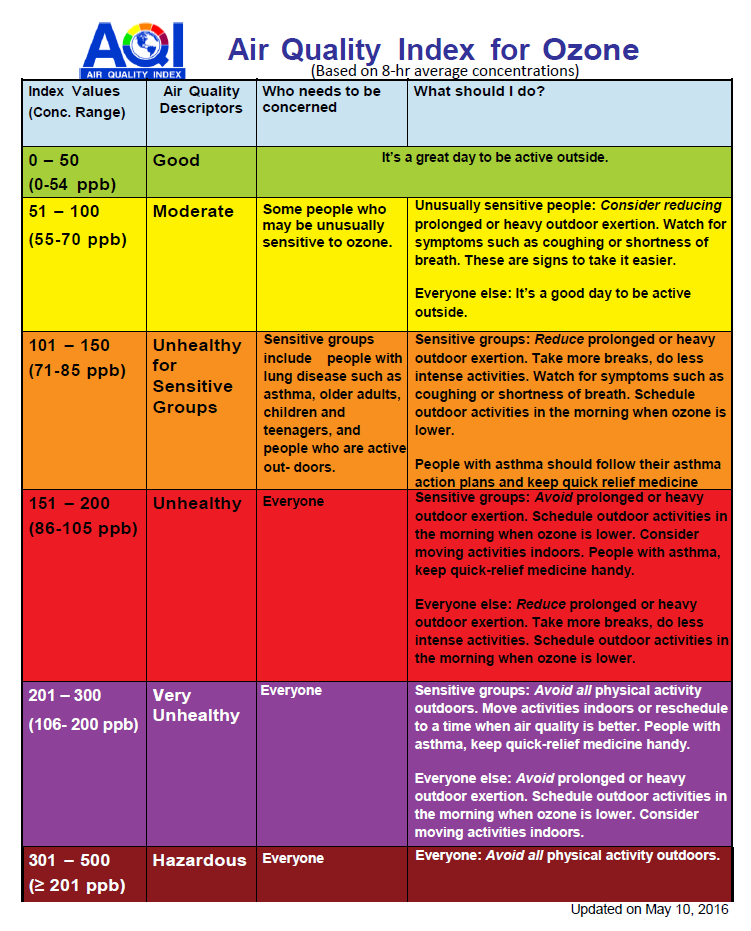 AQI
AIR QUALITY INDEX
Air Quality Index for Ozone
(Based on 8-hr average concentrations)
Index Values
(Conc. Range)
Air Quality
Descriptors
Who needs to be
concerned
What should I do?
0 – 50
(0-54 ppb)
Good
It's a great day to be active outside.
51 – 100
(55-70 ppb)
Moderate
Some people who
may be unusually
sensitive to ozone.
Unusually sensitive people: Consider reducing
prolonged or heavy outdoor exertion. Watch for
symptoms such as coughing or shortness of
breath. These are signs to take it easier.
Everyone else: It's a good day to be active
outside.
101 – 150
(71-85 ppb)
Unhealthy
for
Sensitive
Groups
Sensitive groups
include people with
lung disease such as
asthma, older adults,
children and
teenagers, and
people who are active
out- doors.
Sensitive groups: Reduce prolonged or heavy
outdoor exertion. Take more breaks, do less
intense activities. Watch for symptoms such as
coughing or shortness of breath. Schedule
outdoor activities in the morning when ozone is
lower.
People with asthma should follow their asthma
action plans and keep quick relief medicine
151 – 200
(86-105 ppb)
Unhealthy
Everyone
Sensitive groups: Avoid prolonged or heavy
outdoor exertion. Schedule outdoor activities in
the morning when ozone is lower. Consider
moving activities indoors. People with asthma,
keep quick-relief medicine handy.
Everyone else: Reduce prolonged or heavy
outdoor exertion. Take more breaks, do less
intense activities. Schedule outdoor activities in
the morning when ozone is lower.
201 – 300
(106- 200 ppb)
Very
Unhealthy
Everyone
Sensitive groups: Avoid all physical activity
outdoors. Move activities indoors or reschedule
to a time when air quality is better. People with
asthma, keep quick-relief medicine handy.
Everyone else: Avoid prolonged or heavy
outdoor exertion. Schedule outdoor activities in
the morning when ozone is lower. Consider
moving activities indoors.
301 – 500
(≥ 201 ppb)
Hazardous
Everyone
Everyone: Avoid all physical activity outdoors.
Updated on May 10, 2016